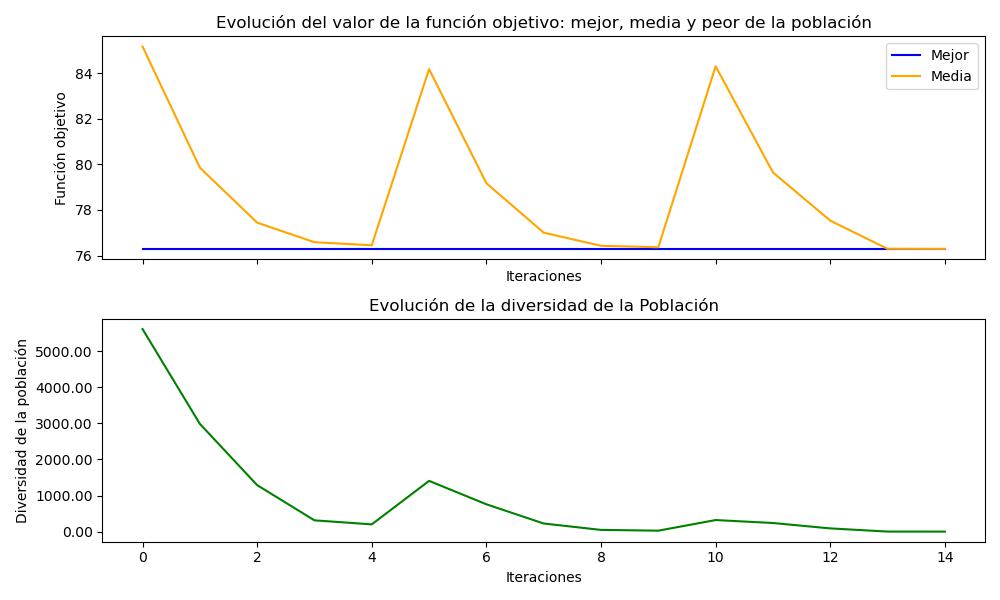 Evolución del valor de la función objetivo: mejor, media y peor de la población
Función objetivo
84
82
80
78
76
Mejor
Media
Iteraciones
Evolución de la diversidad de la Población
Diversidad de la población
5000.00
4000.00
3000.00
2000.00
1000.00
0.00
0 2 4 6 8 10 12 14
Iteraciones